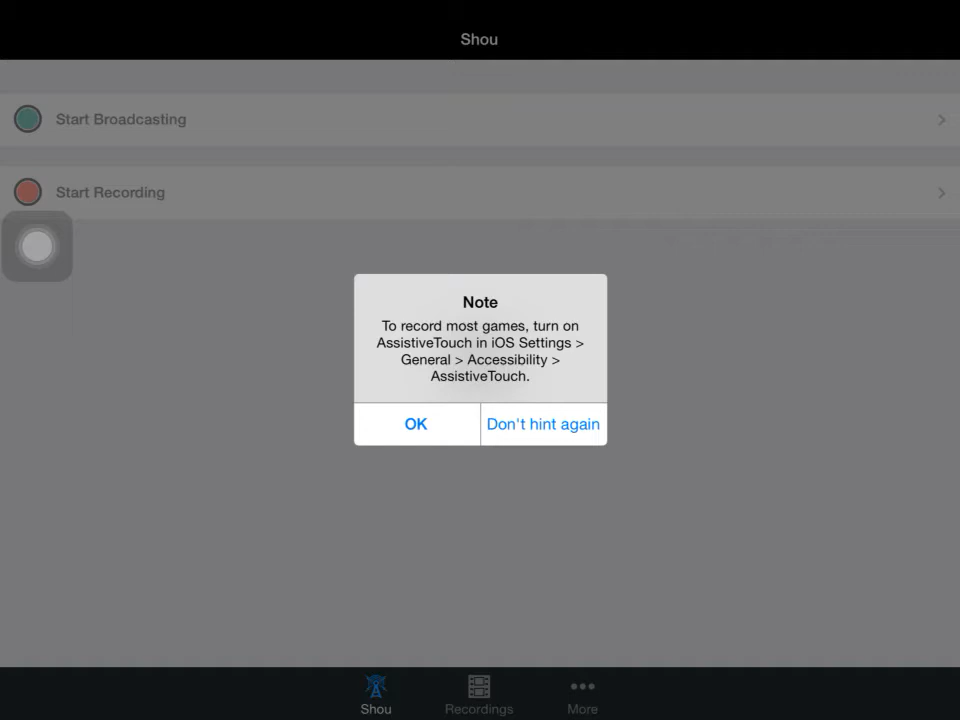 Shou
Start Broadcasting
Start Recording
Note
To record most games, turn on
AssistiveTouch in iOS Settings >
General > Accessibility >
AssistiveTouch.
OK
Don't hint again
Shou
Recordings
More